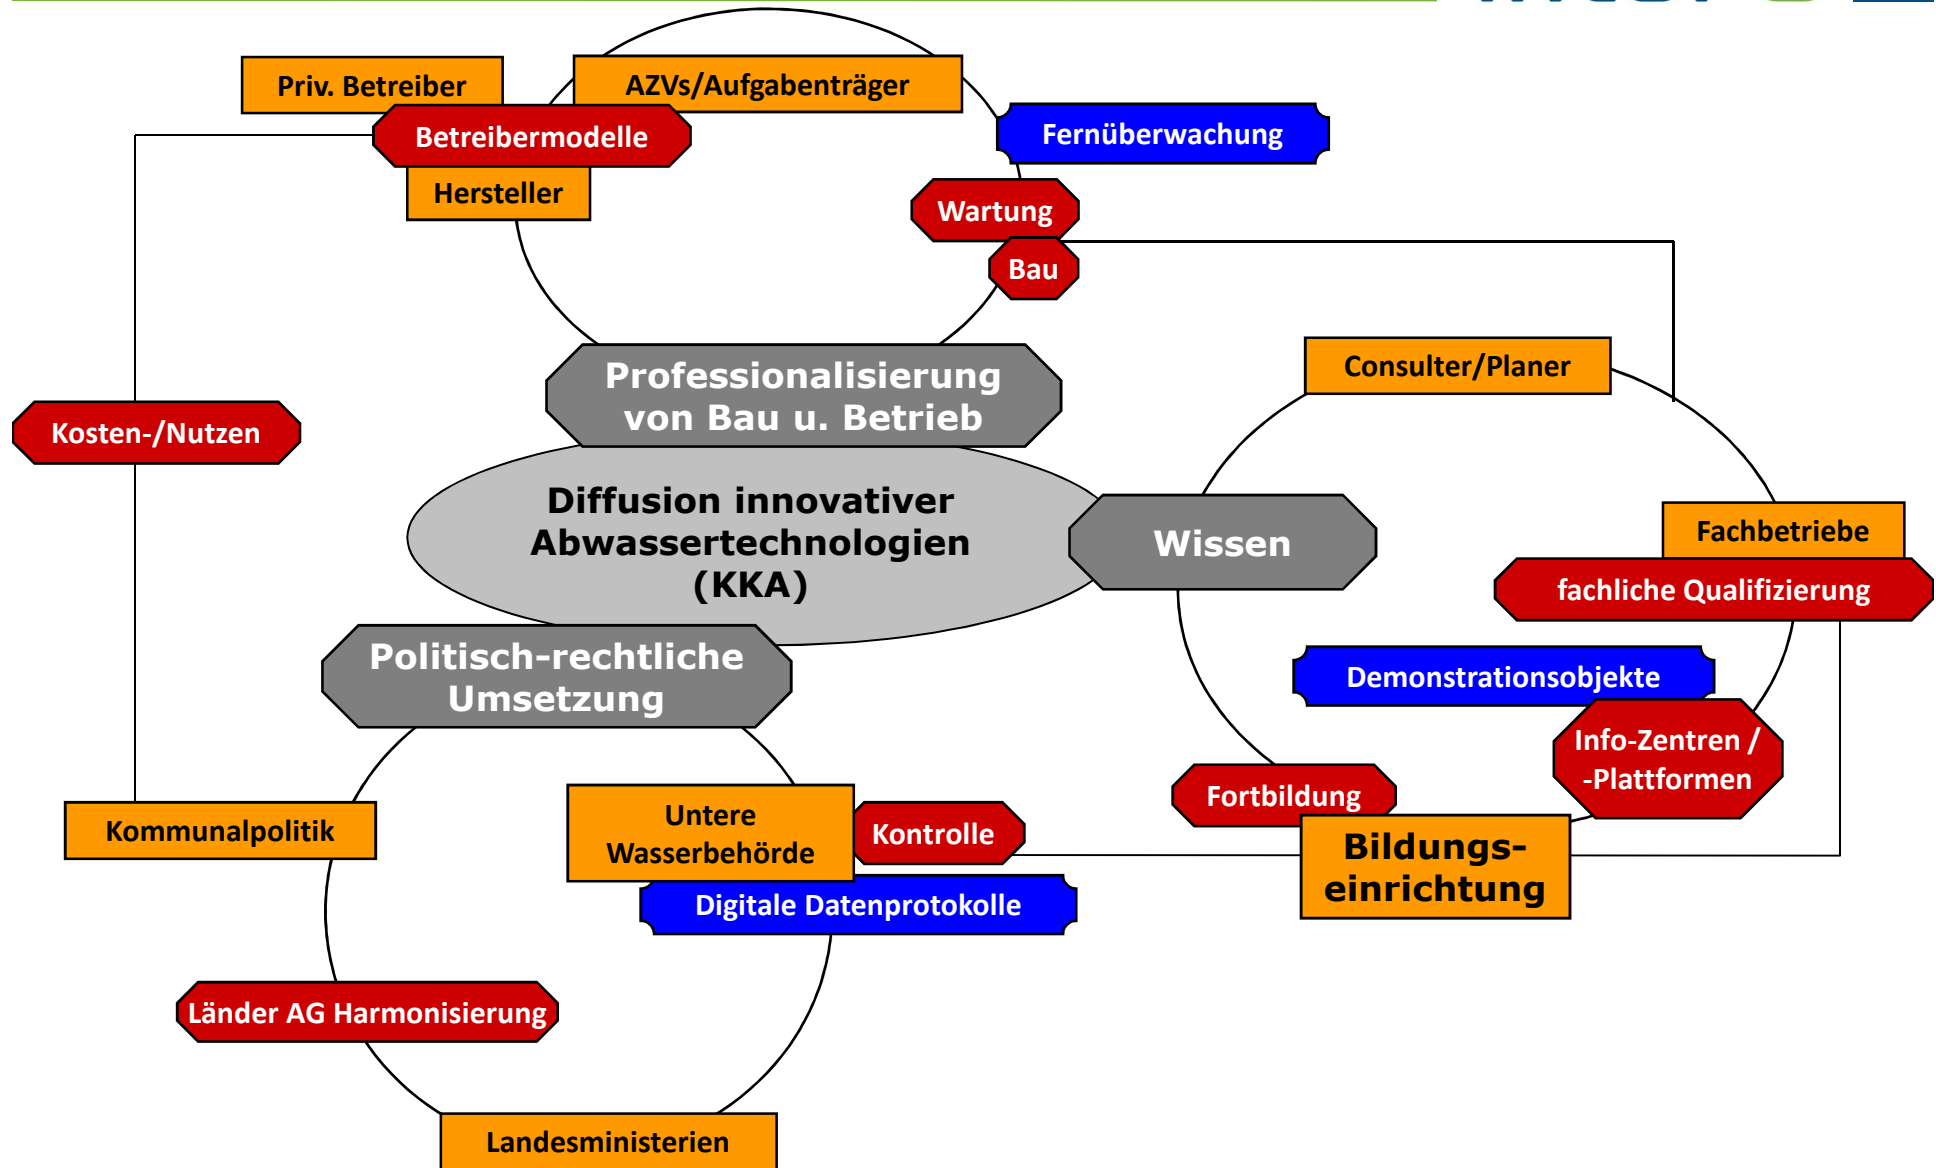 Priv. Betreiber
AZVs/Aufgabenträger
Betreibermodelle
Fernüberwachung
Hersteller
Wartung
Bau
Professionalisierung
von Bau u. Betrieb
Consulter/Planer
Kosten-/Nutzen
Diffusion innovativer
Abwassertechnologien
(KKA)
Wissen
Fachbetriebe
fachliche Qualifizierung
Politisch-rechtliche
Umsetzung
Demonstrationsobjekte
Info-Zentren /
-Plattformen
Fortbildung
Kommunalpolitik
Untere
Wasserbehörde
Kontrolle
Bildungs-
einrichtung
Digitale Datenprotokolle
Länder AG Harmonisierung
Landesministerien